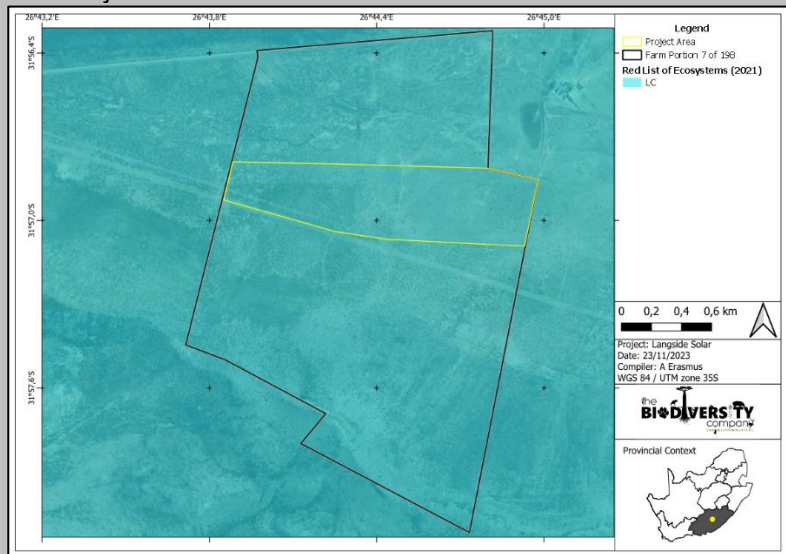 26°43,2'E 26°43,8'E 26°44,4'E 26°45,0'E
31°56,4'S
31°57,0'S
31°57,6'S
Legend
Project Area
Farm Portion 7 of 198
Red List of Ecosystems (2021)
LC
0 0,2 0,4 0,6 km
Project: Langside Solar
Date: 23/11/2023
Compiler: A Erasmus
WGS 84 / UTM zone 35S
the
BIODIVERSITY
company
Provincial Context